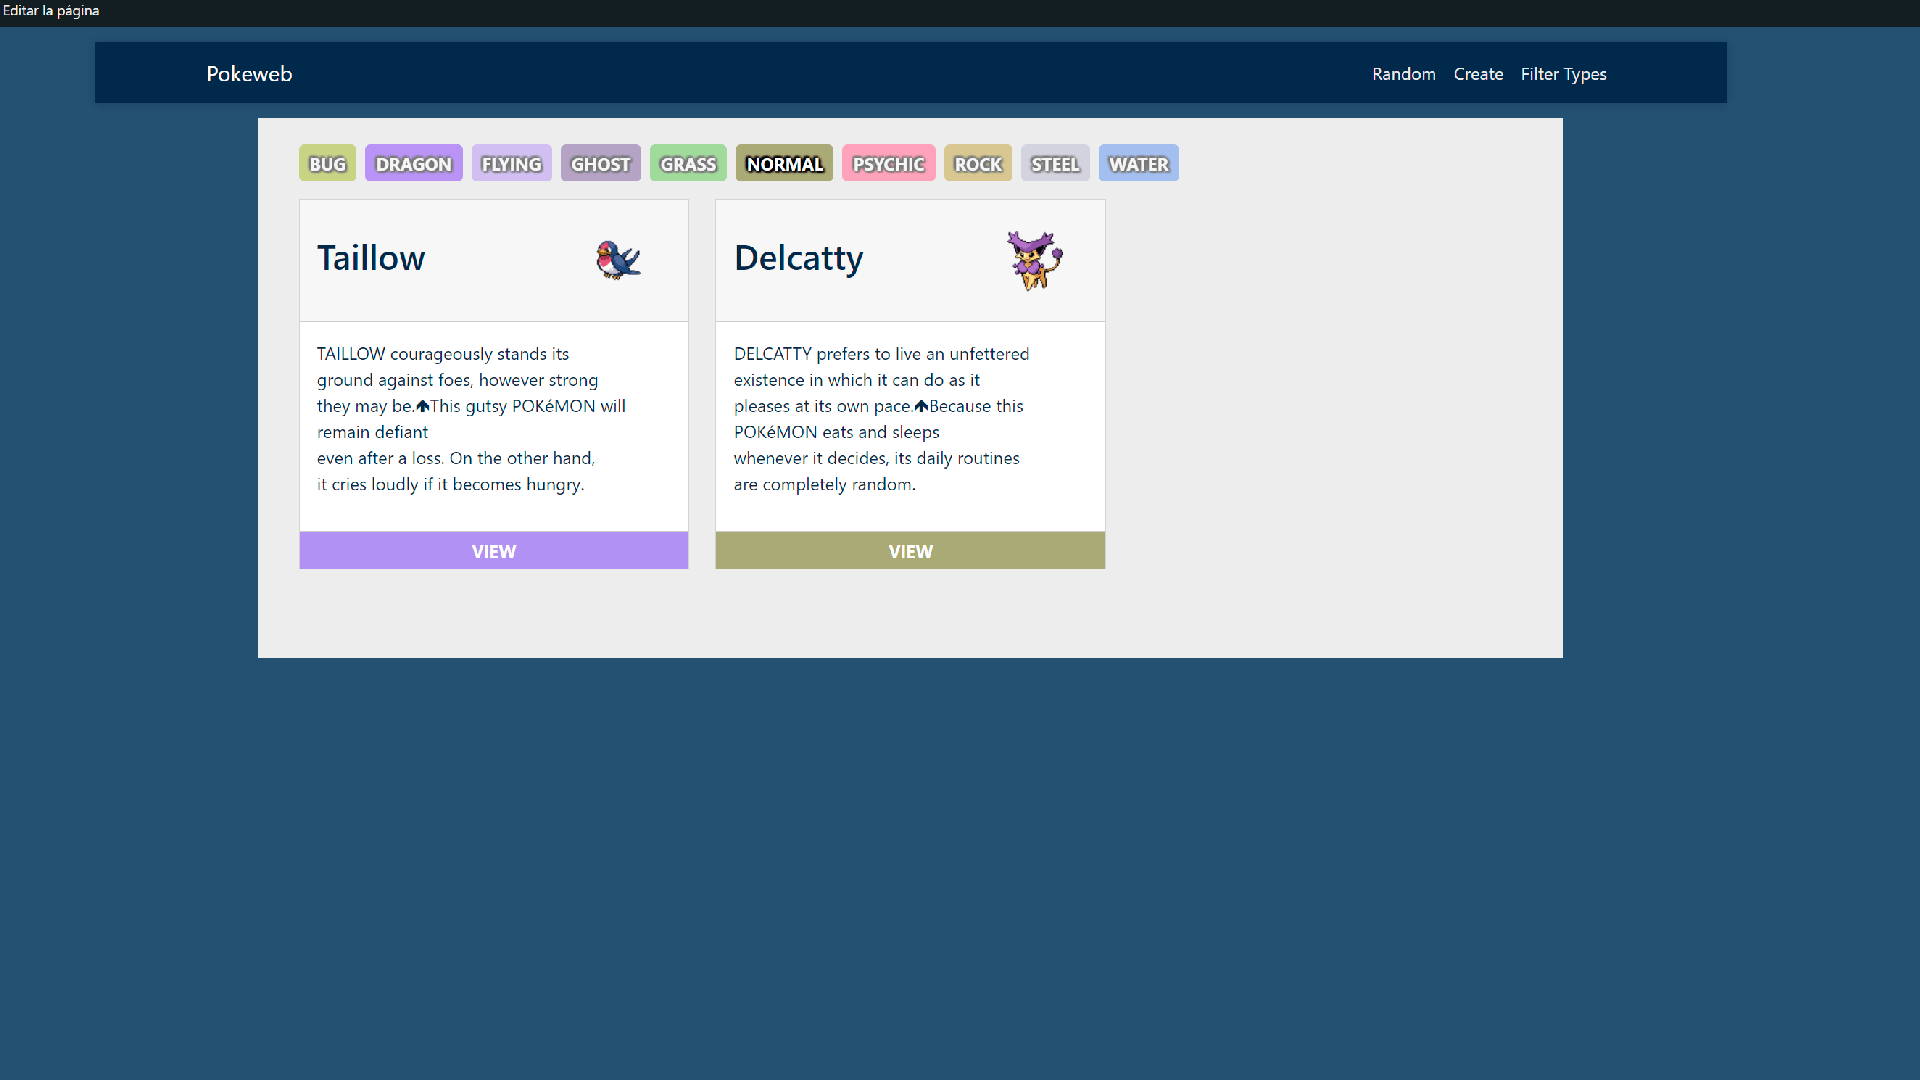 Editar la página
Pokeweb
Random Create Filter Types
BUG DRAGON FLYING GHOST GRASS NORMAL PSYCHIC ROCK STEEL WATER
Taillow
TAILLOW courageously stands its
ground against foes, however strong
they may be.🡹This gutsy POKéMON will
remain defiant
even after a loss. On the other hand,
it cries loudly if it becomes hungry.
VIEW
Delcatty
DELCATTY prefers to live an unfettered
existence in which it can do as it
pleases at its own pace.🡹Because this
POKéMON eats and sleeps
whenever it decides, its daily routines
are completely random.
VIEW